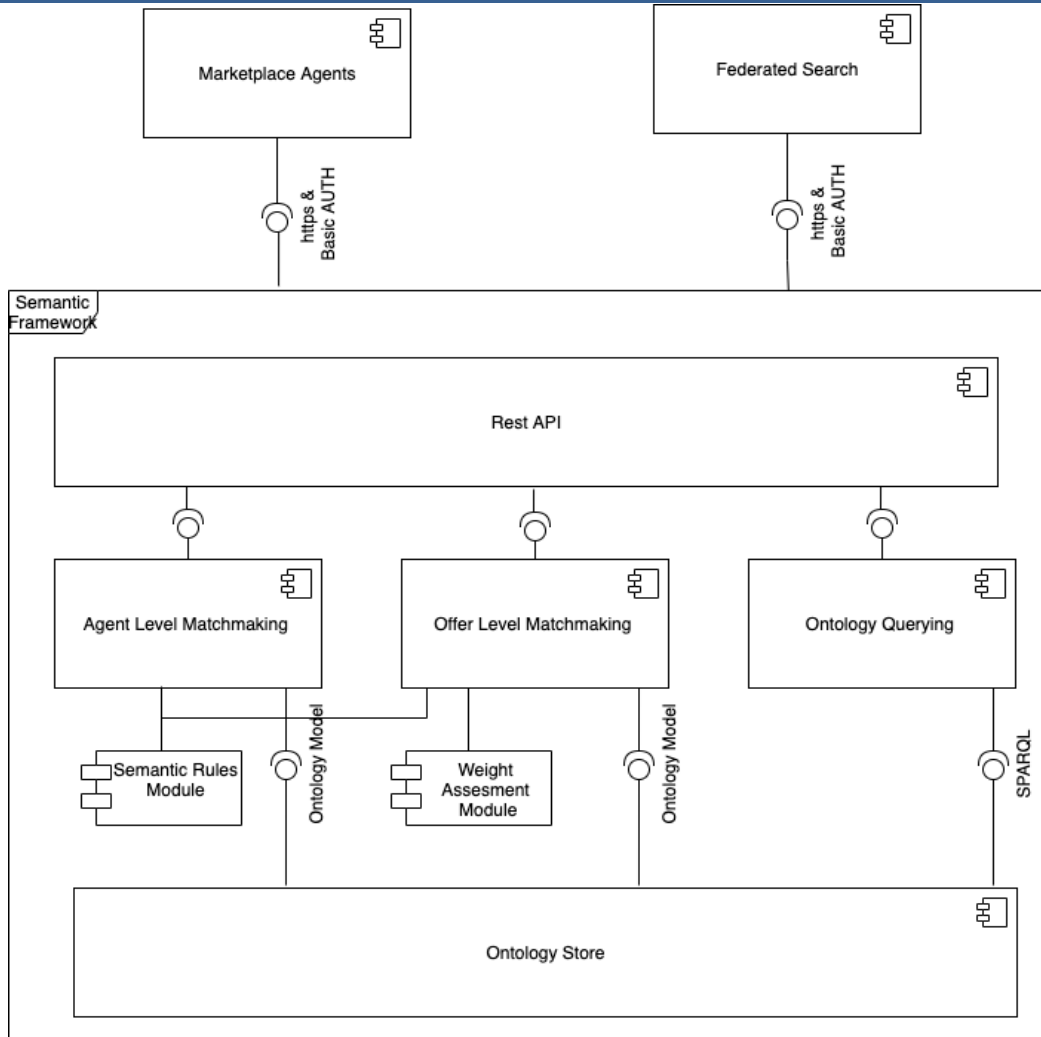 Marketplace Agents
Federated Search
https &
Basic AUTH
https &
Basic AUTH
Semantic
Framework
Rest API
Agent Level Matchmaking
Offer Level Matchmaking
Ontology Querying
Semantic Rules
Module
Ontology Model
Weight
Assesment
Module
Ontology Model
SPARQL
Ontology Store